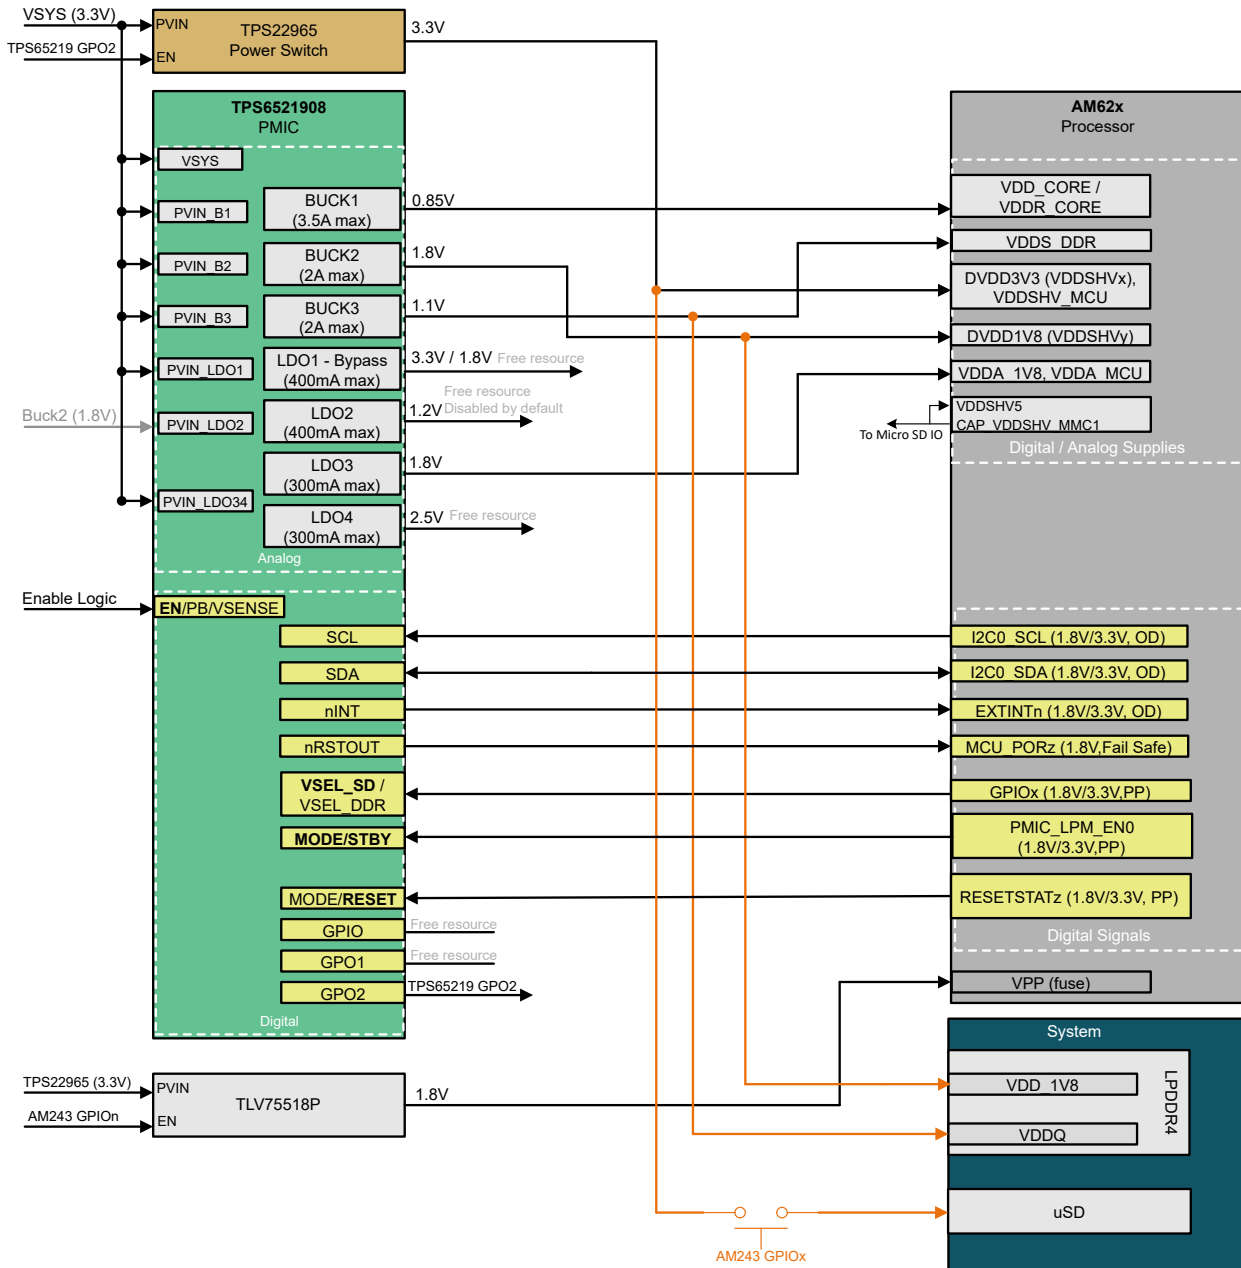 VSYS (3.3V)
TPS65219 GPO2
PVIN
EN
TPS22965
Power Switch
3.3V
TPS6521908
PMIC
VSYS
PVIN_B1
PVIN_B2
PVIN_B3
PVIN_LDO1
Buck2 (1.8V)
PVIN_LDO2
PVIN_LDO34
BUCK1
(3.5A max)
0.85V
BUCK2
(2A max)
1.8V
BUCK3
(2A max)
1.1V
LDO1 - Bypass
(400mA max)
3.3V / 1.8V Free resource
LDO2
(400mA max)
Free resource
Disabled by default
1.2V
LDO3
(300mA max)
1.8V
LDO4
(300mA max)
2.5V Free resource
Analog
Enable Logic
EN/PB/VSENSE
SCL
SDA
nINT
nRSTOUT
VSEL_SD /
VSEL_DDR
MODE/STBY
MODE/RESET
GPIO
Free resource
GPO1
Free resource
GPO2
TPS65219 GPO2
Digital
TPS22965 (3.3V)
AM243 GPIOn
PVIN
EN
TLV75518P
1.8V
AM62x
Processor
VDD_CORE /
VDDR_CORE
VDDS_DDR
DVDD3V3 (VDDSHVx),
VDDSHV_MCU
DVDD1V8 (VDDSHVy)
VDDA_1V8, VDDA_MCU
VDDSHV5
CAP_VDDSHV_MMC1
To Micro SD IO
Digital / Analog Supplies
I2C0_SCL (1.8V/3.3V, OD)
I2C0_SDA (1.8V/3.3V, OD)
EXTINTn (1.8V/3.3V, OD)
MCU_PORz (1.8V,Fail Safe)
GPIOx (1.8V/3.3V,PP)
PMIC_LPM_EN0
(1.8V/3.3V,PP)
RESETSTATz (1.8V/3.3V, PP)
Digital Signals
VPP (fuse)
System
VDD_1V8
VDDQ
LPDDR4
uSD
AM243 GPIOx